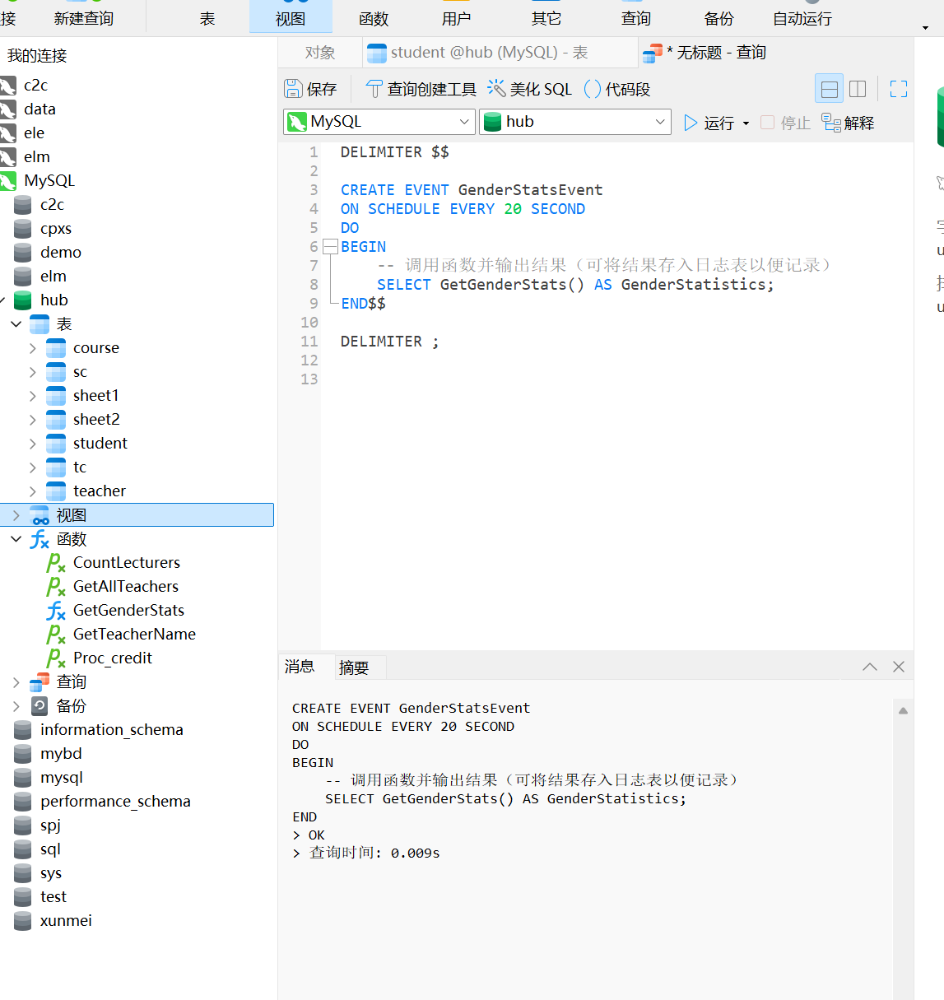 接 新建查询 表 视图 函数 用户 其它 查询 备份 自动运行
我的连接
c2c
data
ele
elm
MySQL
c2c
cpxs
demo
elm
hub
表
course
sc
sheet1
sheet2
student
tc
teacher
视图
函数
CountLecturers
GetAllTeachers
GetGenderStats
GetTeacherName
Proc_credit
查询
备份
information_schema
mybd
mysql
performance_schema
spj
sql
sys
test
xunmei
对象 student @hub (MySQL) - 表 * 无标题 - 查询
保存 查询创建工具 美化 SQL () 代码段
MySQL hub 运行 停止 解释
1 DELIMITER $$
2
3 CREATE EVENT GenderStatsEvent
4 ON SCHEDULE EVERY 20 SECOND
5 DO
6 BEGIN
7 -- 调用函数并输出结果（可将结果存入日志表以便记录）
8 SELECT GetGenderStats() AS GenderStatistics;
9 END$$
10
11 DELIMITER ;
12
13
消息 摘要
CREATE EVENT GenderStatsEvent
ON SCHEDULE EVERY 20 SECOND
DO
BEGIN
-- 调用函数并输出结果（可将结果存入日志表以便记录）
SELECT GetGenderStats() AS GenderStatistics;
END
> OK
> 查询时间: 0.009s